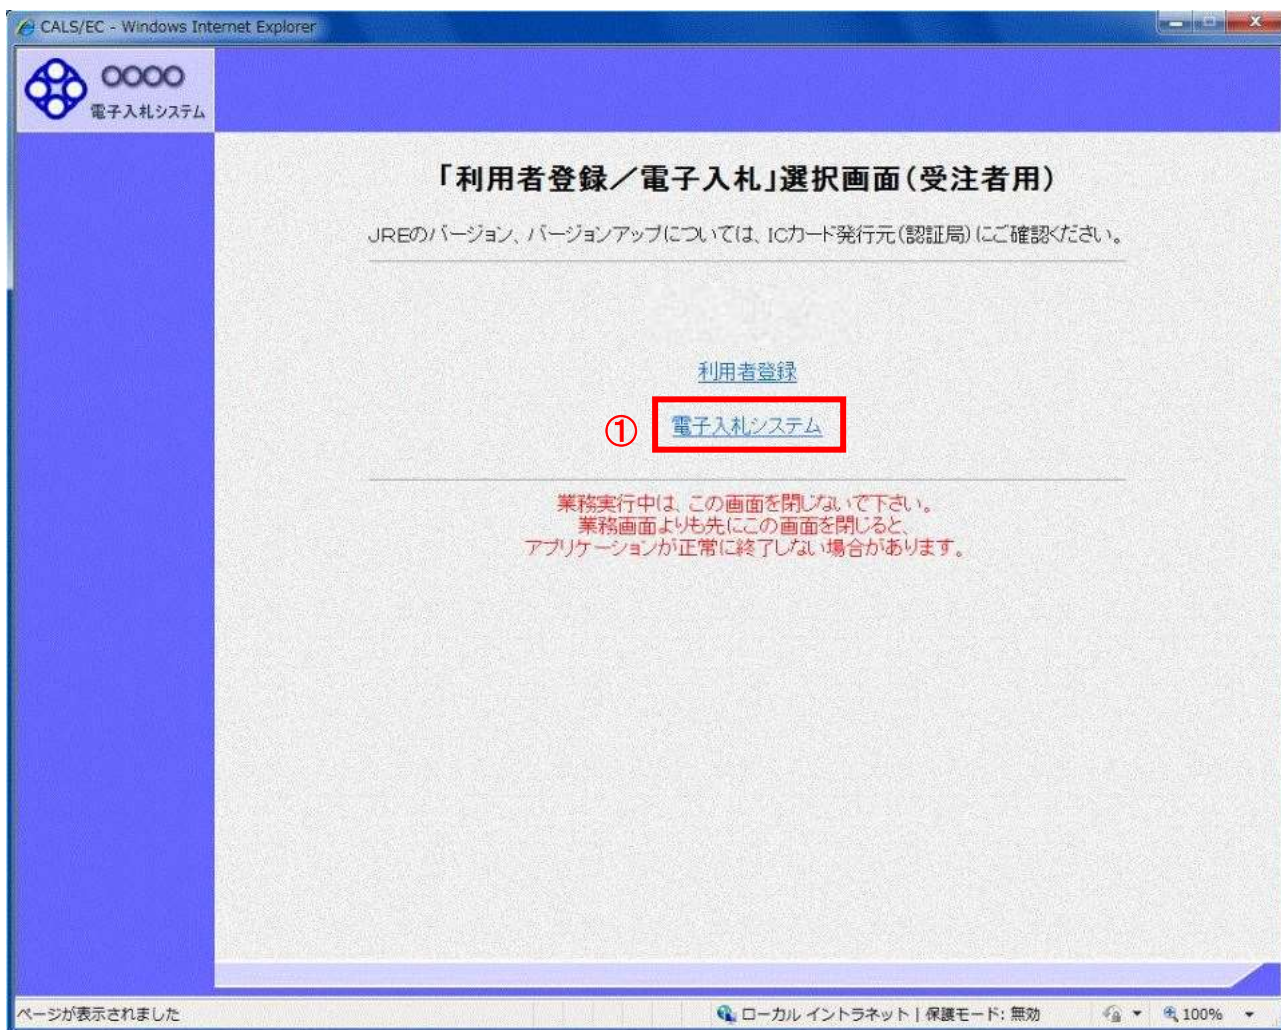 CALS/EC - Windows Internet Explorer
○○○○
電子入札システム
「利用者登録／電子入札」選択画面(受注者用)
JREのバージョン、バージョンアップについては、ICカード発行元(認証局)にご確認ください。
利用者登録
① 電子入札システム
業務実行中は、この画面を閉じないで下さい。
業務画面よりも先にこの画面を閉じると、
アプリケーションが正常に終了しない場合があります。
ページが表示されました
ローカル イントラネット | 保護モード: 無効
100%